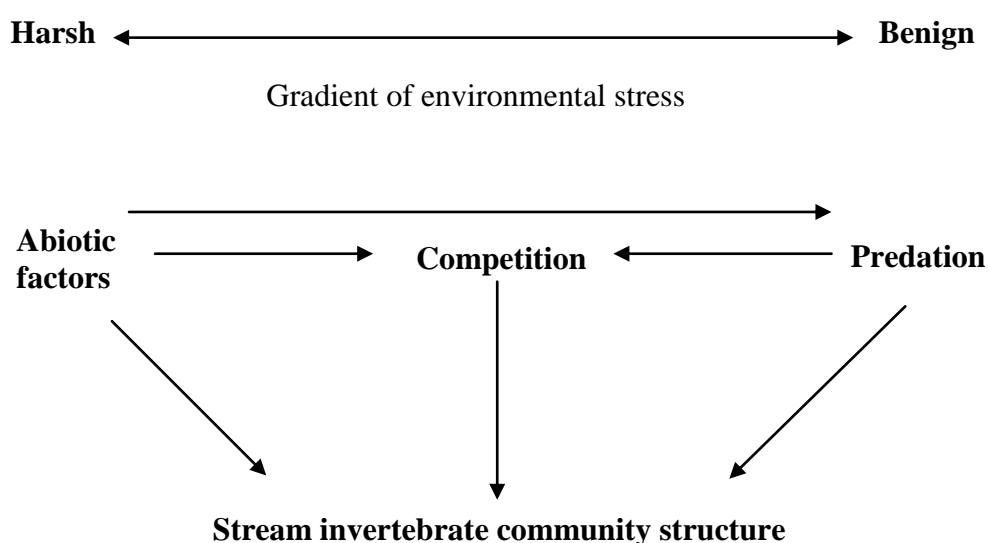 Harsh Benign
Gradient of environmental stress
Abiotic
factors
Competition
Predation
Stream invertebrate community structure